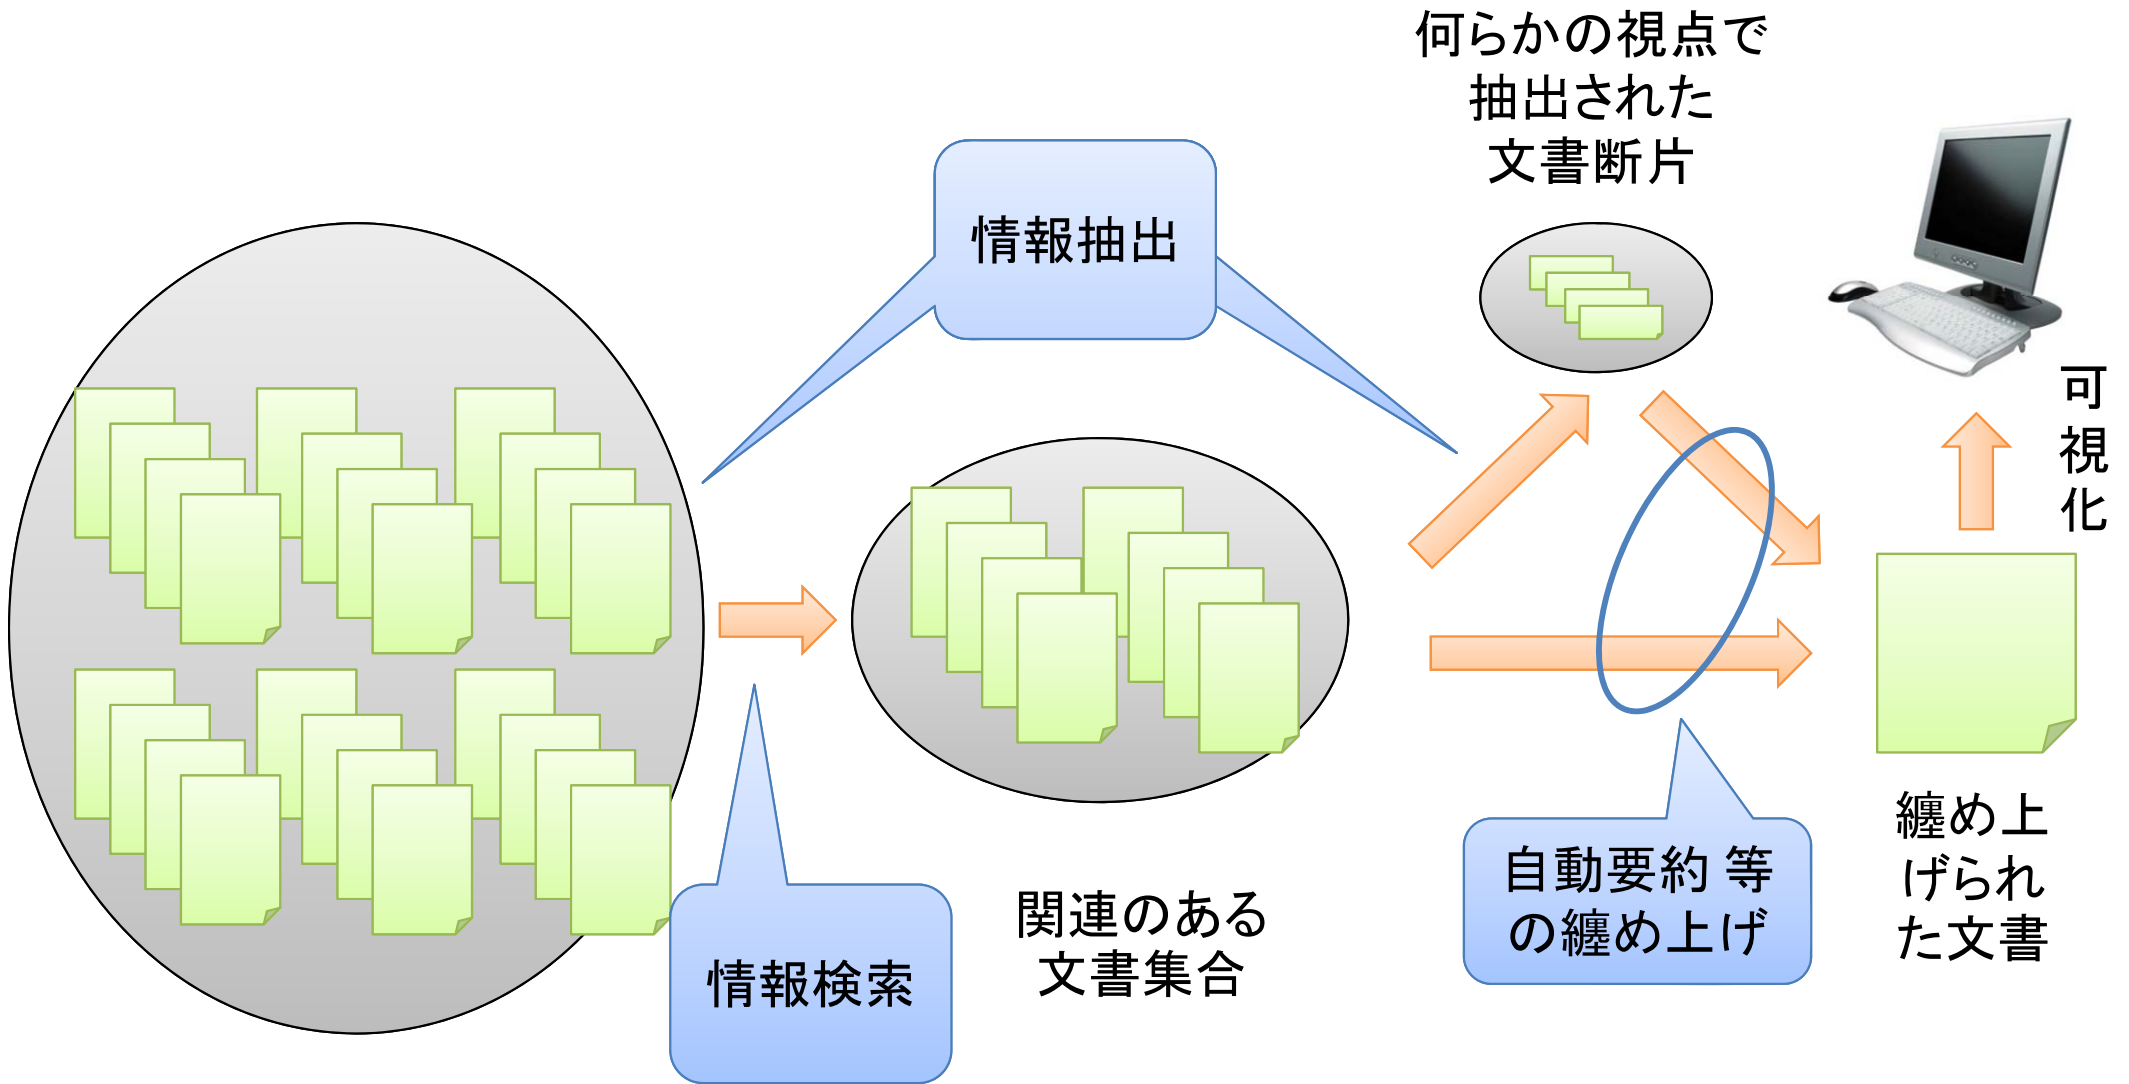 何らかの視点で
抽出された
文書断片
情報抽出
可
視
化
情報検索
関連のある
文書集合
自動要約 等
の纏め上げ
纏め上
げられ
た文書